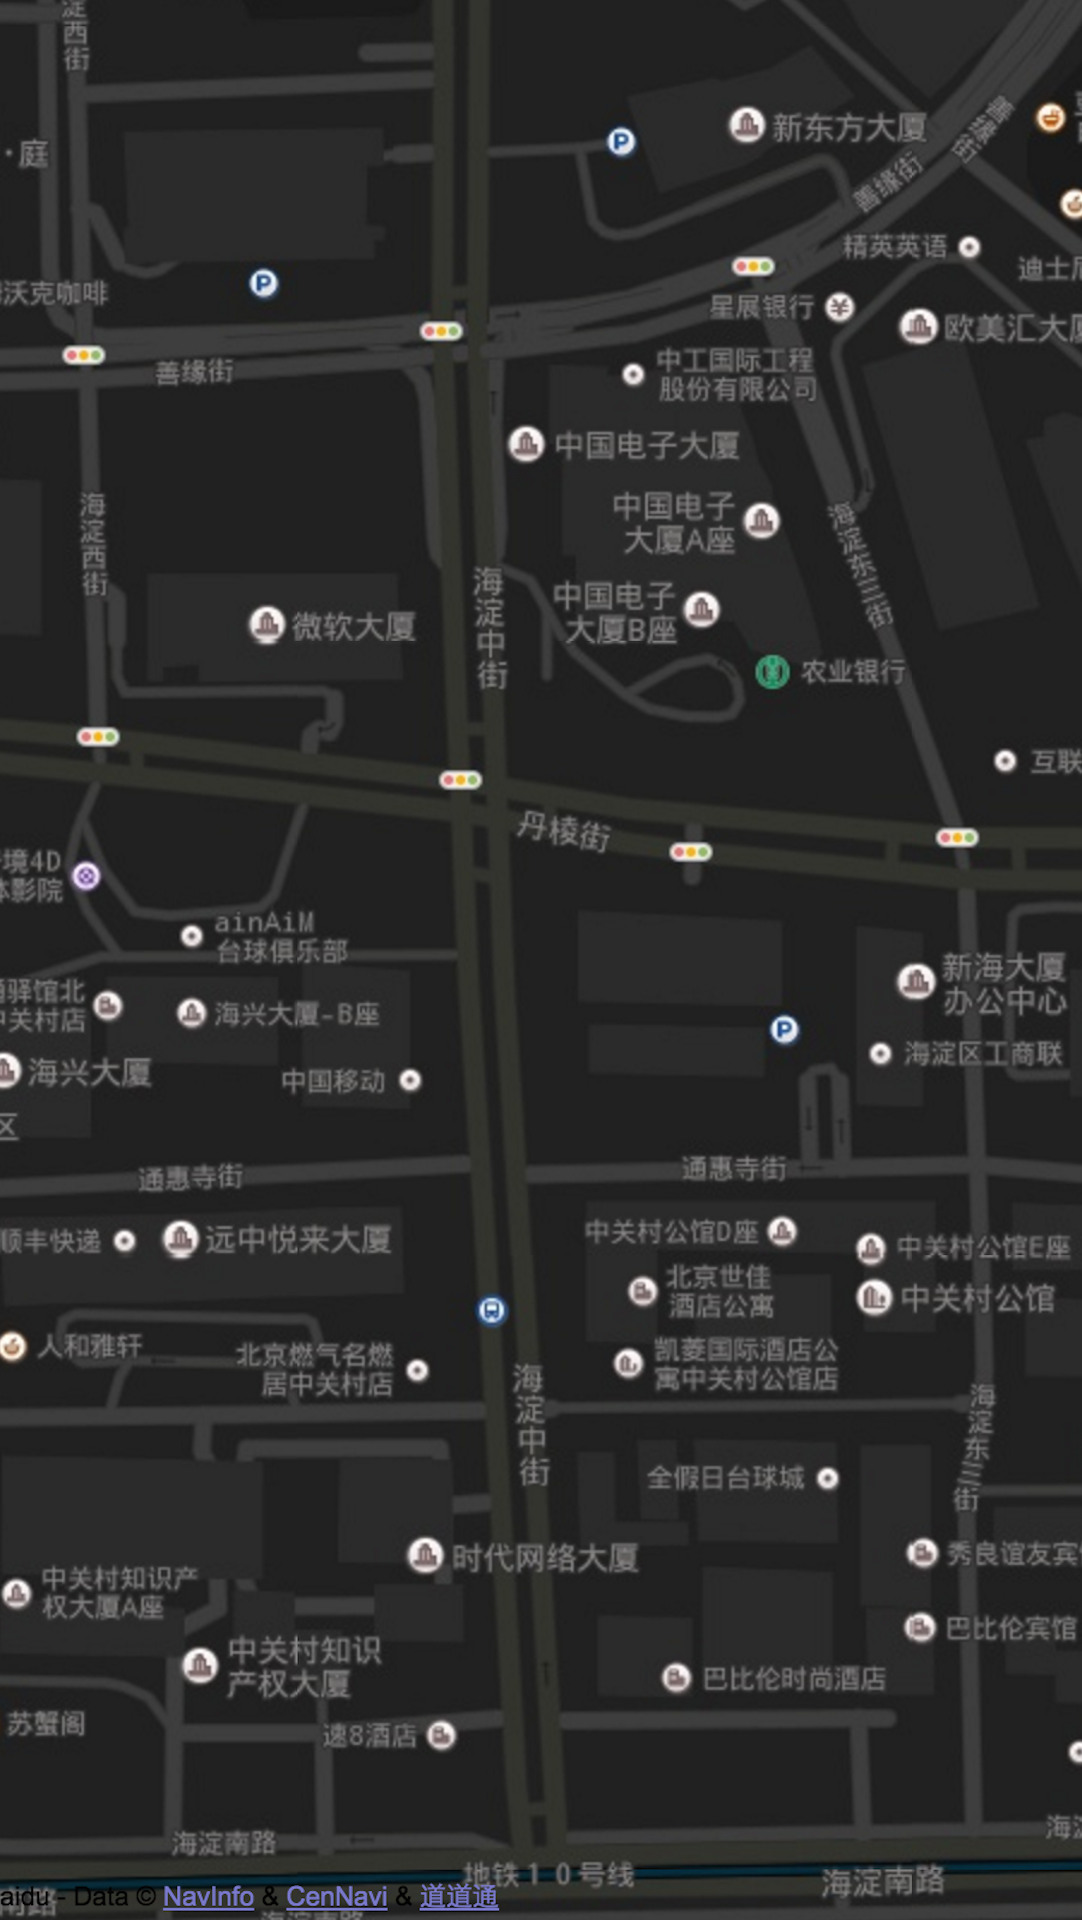 淀西街
新东方大厦
·庭
善缘街
善缘街
精英英语
迪士尼
沃克咖啡
星展银行
欧美汇大厦
善缘街
中工国际工程
股份有限公司
中国电子大厦
中国电子
大厦A座
海淀西街
海淀东三街
海淀中街
中国电子
大厦B座
微软大厦
农业银行
互联
丹棱街
境4D
体影院
ainAiM
台球俱乐部
新海大厦
办公中心
驿馆北
中关村店
海兴大厦-B座
海淀区工商联
海兴大厦
中国移动
区
通惠寺街
通惠寺街
顺丰快递
远中悦来大厦
中关村公馆D座
中关村公馆E座
北京世佳
酒店公寓
中关村公馆
人和雅轩
北京燃气名燃
居中关村店
凯菱国际酒店公
寓中关村公馆店
海淀中街
海淀东三街
全假日台球城
时代网络大厦
秀良谊友宾馆
中关村知识产
权大厦A座
巴比伦宾馆
中关村知识
产权大厦
巴比伦时尚酒店
苏蟹阁
速8酒店
海淀南路
海淀
地铁10号线
海淀南路
aidu - Data © NavInfo & CenNavi & 道道通
南路
海淀南路